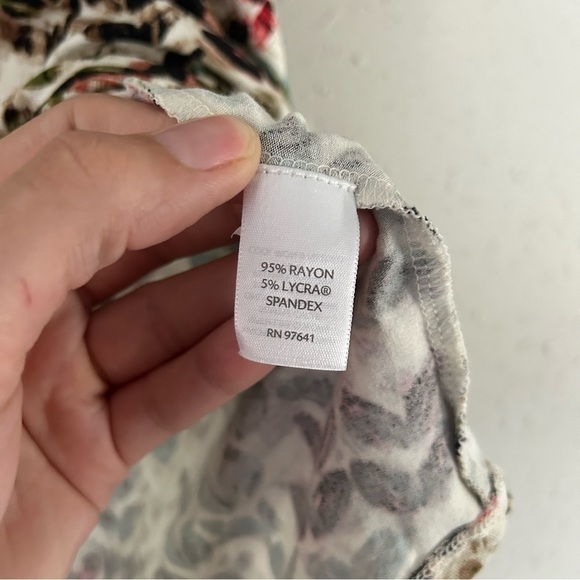 95% RAYON
5% LYCRA®
SPANDEX
RN 97641